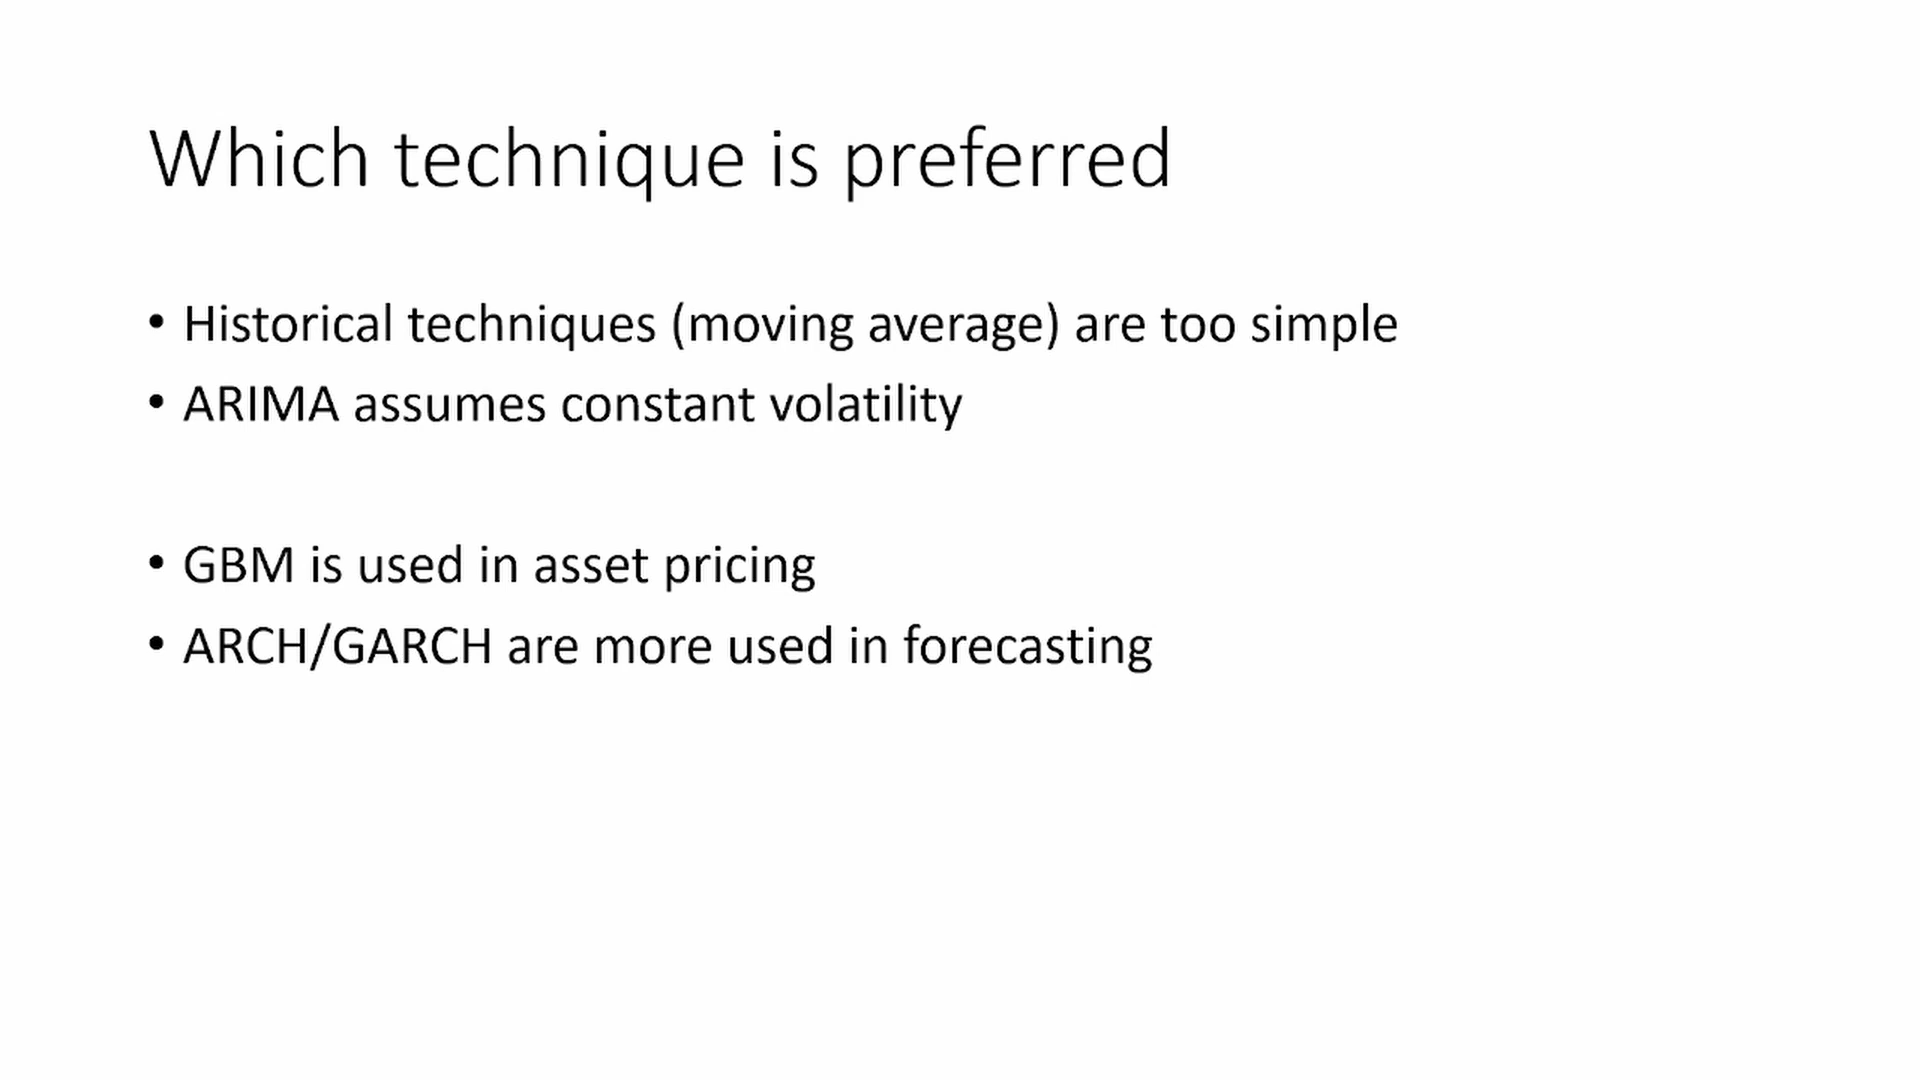 Which technique is preferred
• Historical techniques (moving average) are too simple
• ARIMA assumes constant volatility
• GBM is used in asset pricing
• ARCH/GARCH are more used in forecasting